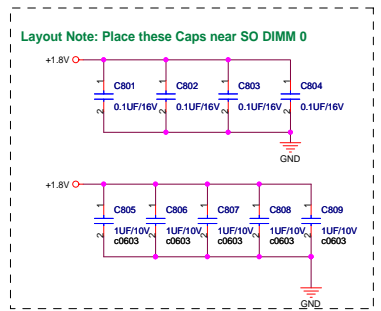 Layout Note: Place these Caps near SO DIMM 0
+1.8V
1 1 1 1
C801 C802 C803 C804
2 2 2 2
0.1UF/16V 0.1UF/16V 0.1UF/16V 0.1UF/16V
GND
+1.8V
1 1 1 1 1
C805 C806 C807 C808 C809
2 2 2 2 2
1UF/10V 1UF/10V 1UF/10V 1UF/10V 1UF/10V
c0603 c0603 c0603 c0603 c0603
GND